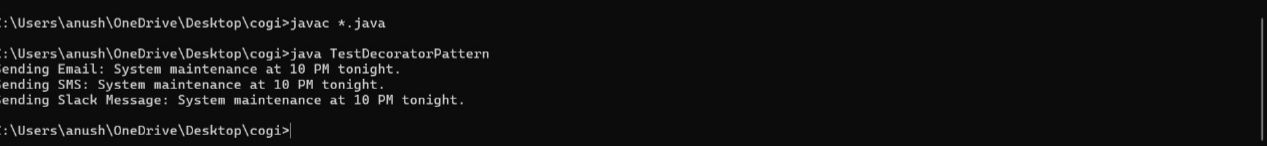 :\Users\anush\OneDrive\Desktop\cogi>javac *.java
:\Users\anush\OneDrive\Desktop\cogi>java TestDecoratorPattern
ending Email: System maintenance at 10 PM tonight.
ending SMS: System maintenance at 10 PM tonight.
ending Slack Message: System maintenance at 10 PM tonight.
:\Users\anush\OneDrive\Desktop\cogi>